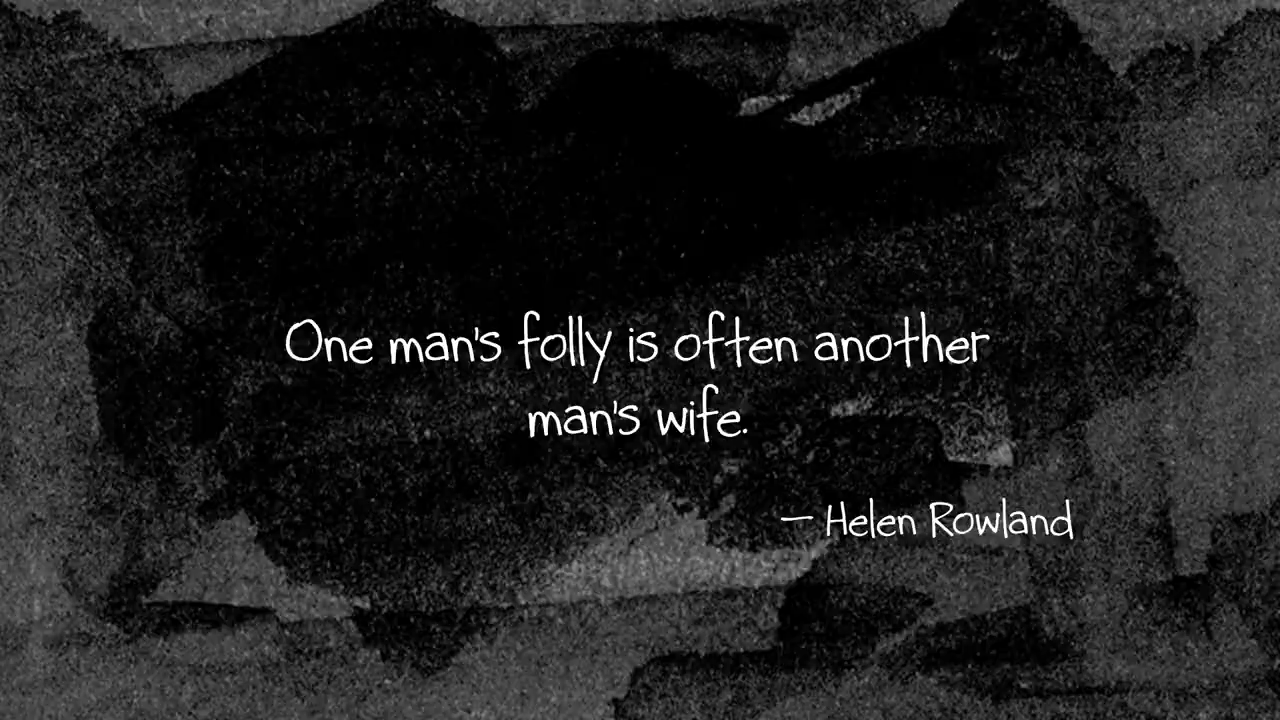 One man's folly is often another
man's wife.
— Helen Rowland